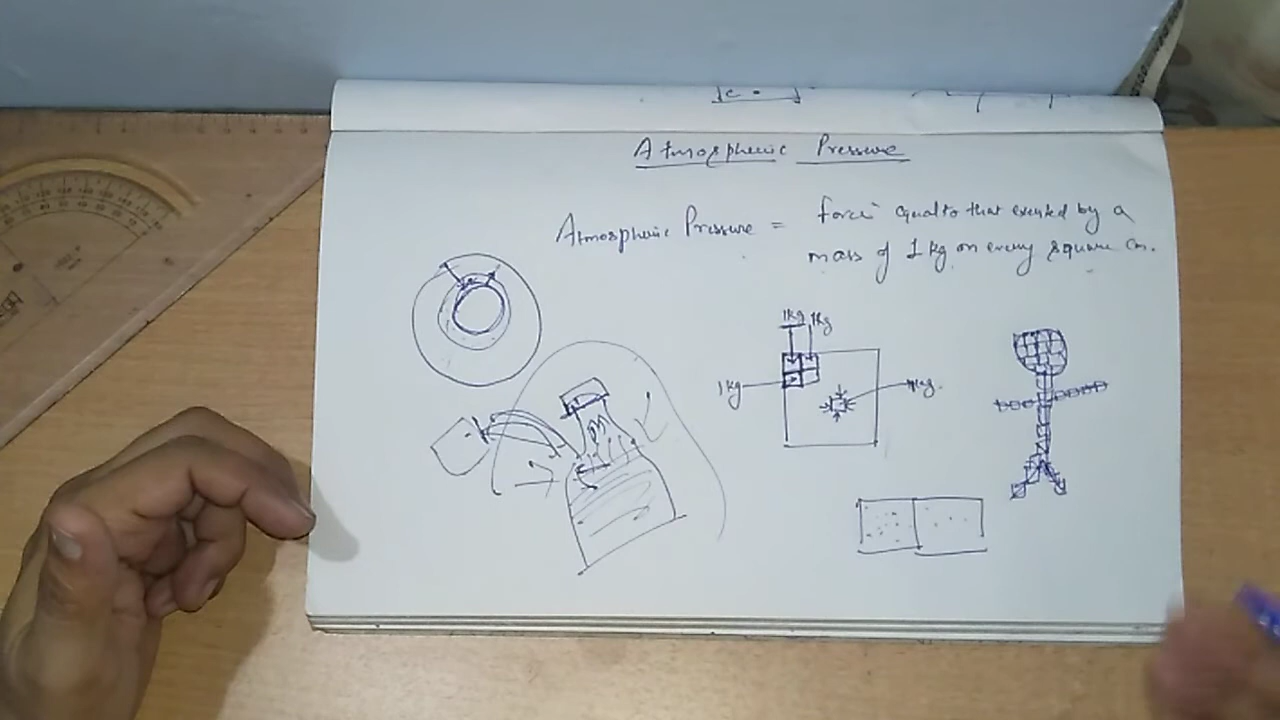 Atmospheric Pressure
Atmospheric Pressure = force equal to that exerted by a
mass of 1 kg on every square cm.
1kg 1kg
1kg